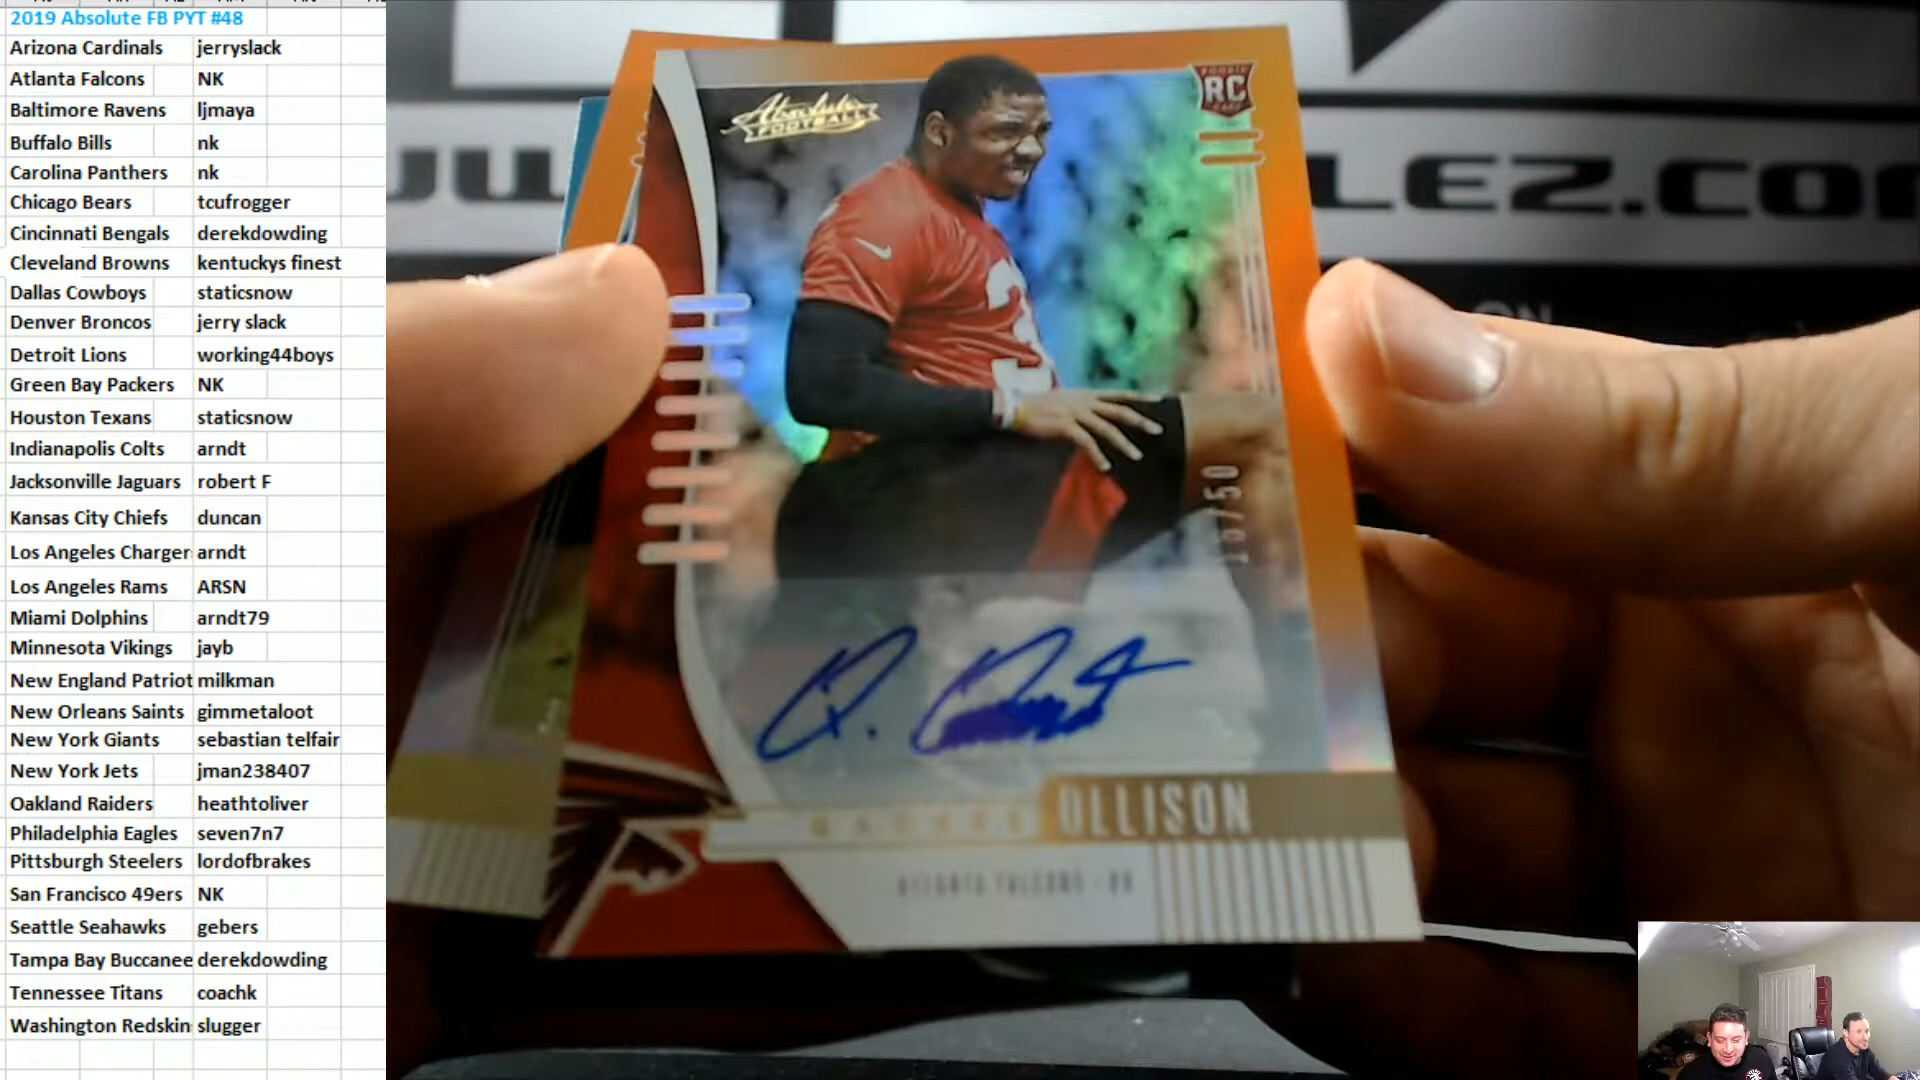 2019 Absolute FB PYT #48
Arizona Cardinals jerryslack
Atlanta Falcons NK
Baltimore Ravens ljmaya
Buffalo Bills nk
Carolina Panthers nk
Chicago Bears tcufrogger
Cincinnati Bengals derekdowding
Cleveland Browns kentuckys finest
Dallas Cowboys staticsnow
Denver Broncos jerry slack
Detroit Lions working44boys
Green Bay Packers NK
Houston Texans staticsnow
Indianapolis Colts arndt
Jacksonville Jaguars robert F
Kansas City Chiefs duncan
Los Angeles Charger arndt
Los Angeles Rams ARSN
Miami Dolphins arndt79
Minnesota Vikings jayb
New England Patriot milkman
New Orleans Saints gimmetaloot
New York Giants sebastian telfair
New York Jets jman238407
Oakland Raiders heathtoliver
Philadelphia Eagles seven7n7
Pittsburgh Steelers lordofbrakes
San Francisco 49ers NK
Seattle Seahawks gebers
Tampa Bay Buccanee derekdowding
Tennessee Titans coachk
Washington Redskin slugger
Absolute
FOOTBALL
ROOKIE
RC
LEZ.CO
OLLISON
ATLANTA FALCONS - RB